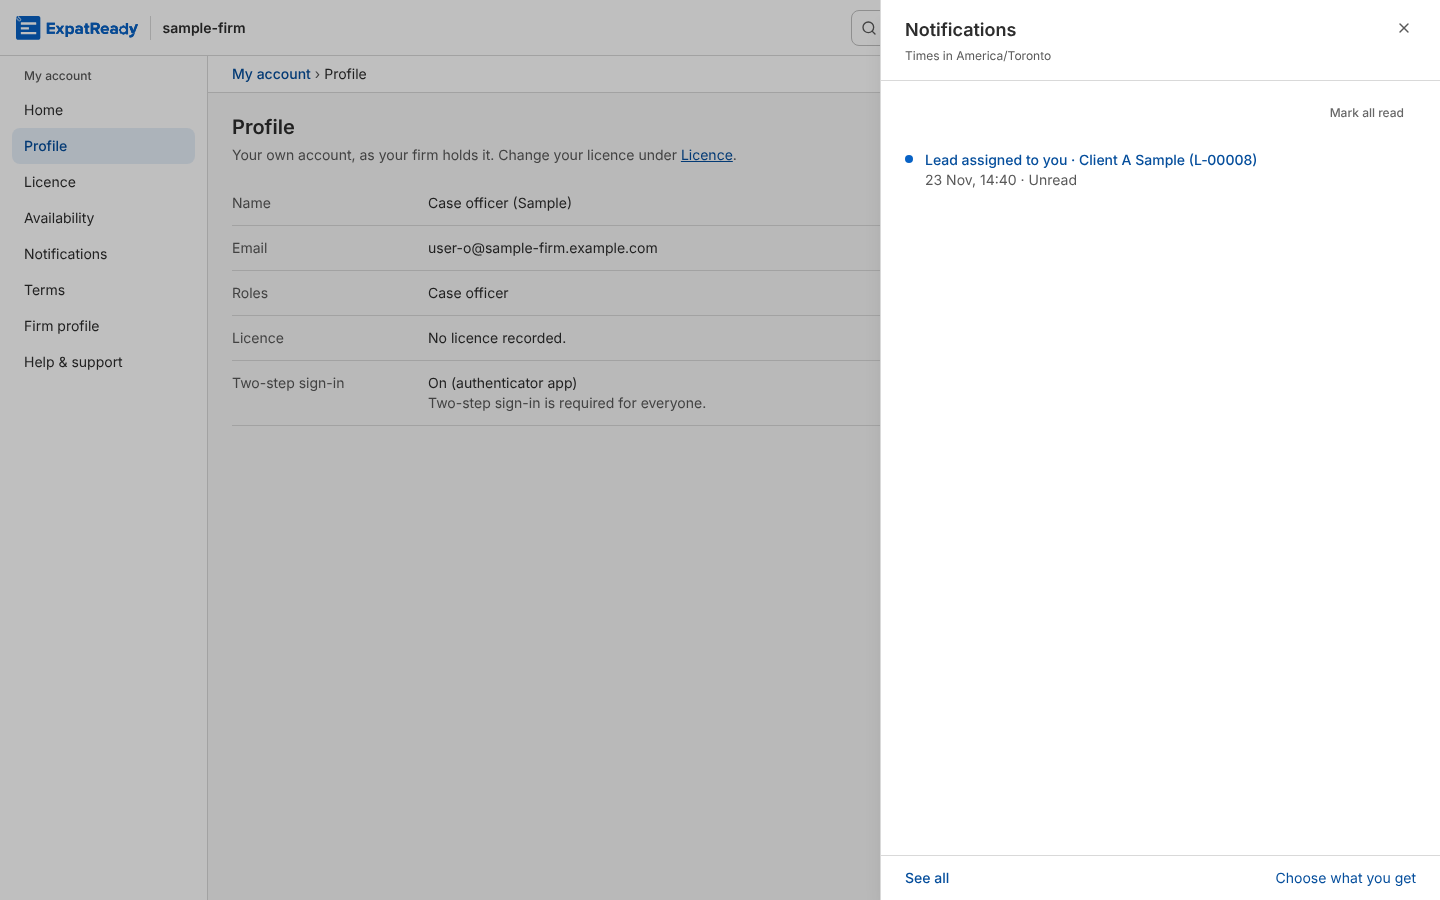 ExpatReady
sample-firm
My account
Home
Profile
Licence
Availability
Notifications
Terms
Firm profile
Help & support
My account › Profile
Profile
Your own account, as your firm holds it. Change your licence under Licence.
Name Case officer (Sample)
Email user-o@sample-firm.example.com
Roles Case officer
Licence No licence recorded.
Two-step sign-in On (authenticator app)
Two-step sign-in is required for everyone.
Notifications
Times in America/Toronto
Mark all read
Lead assigned to you · Client A Sample (L-00008)
23 Nov, 14:40 · Unread
See all
Choose what you get